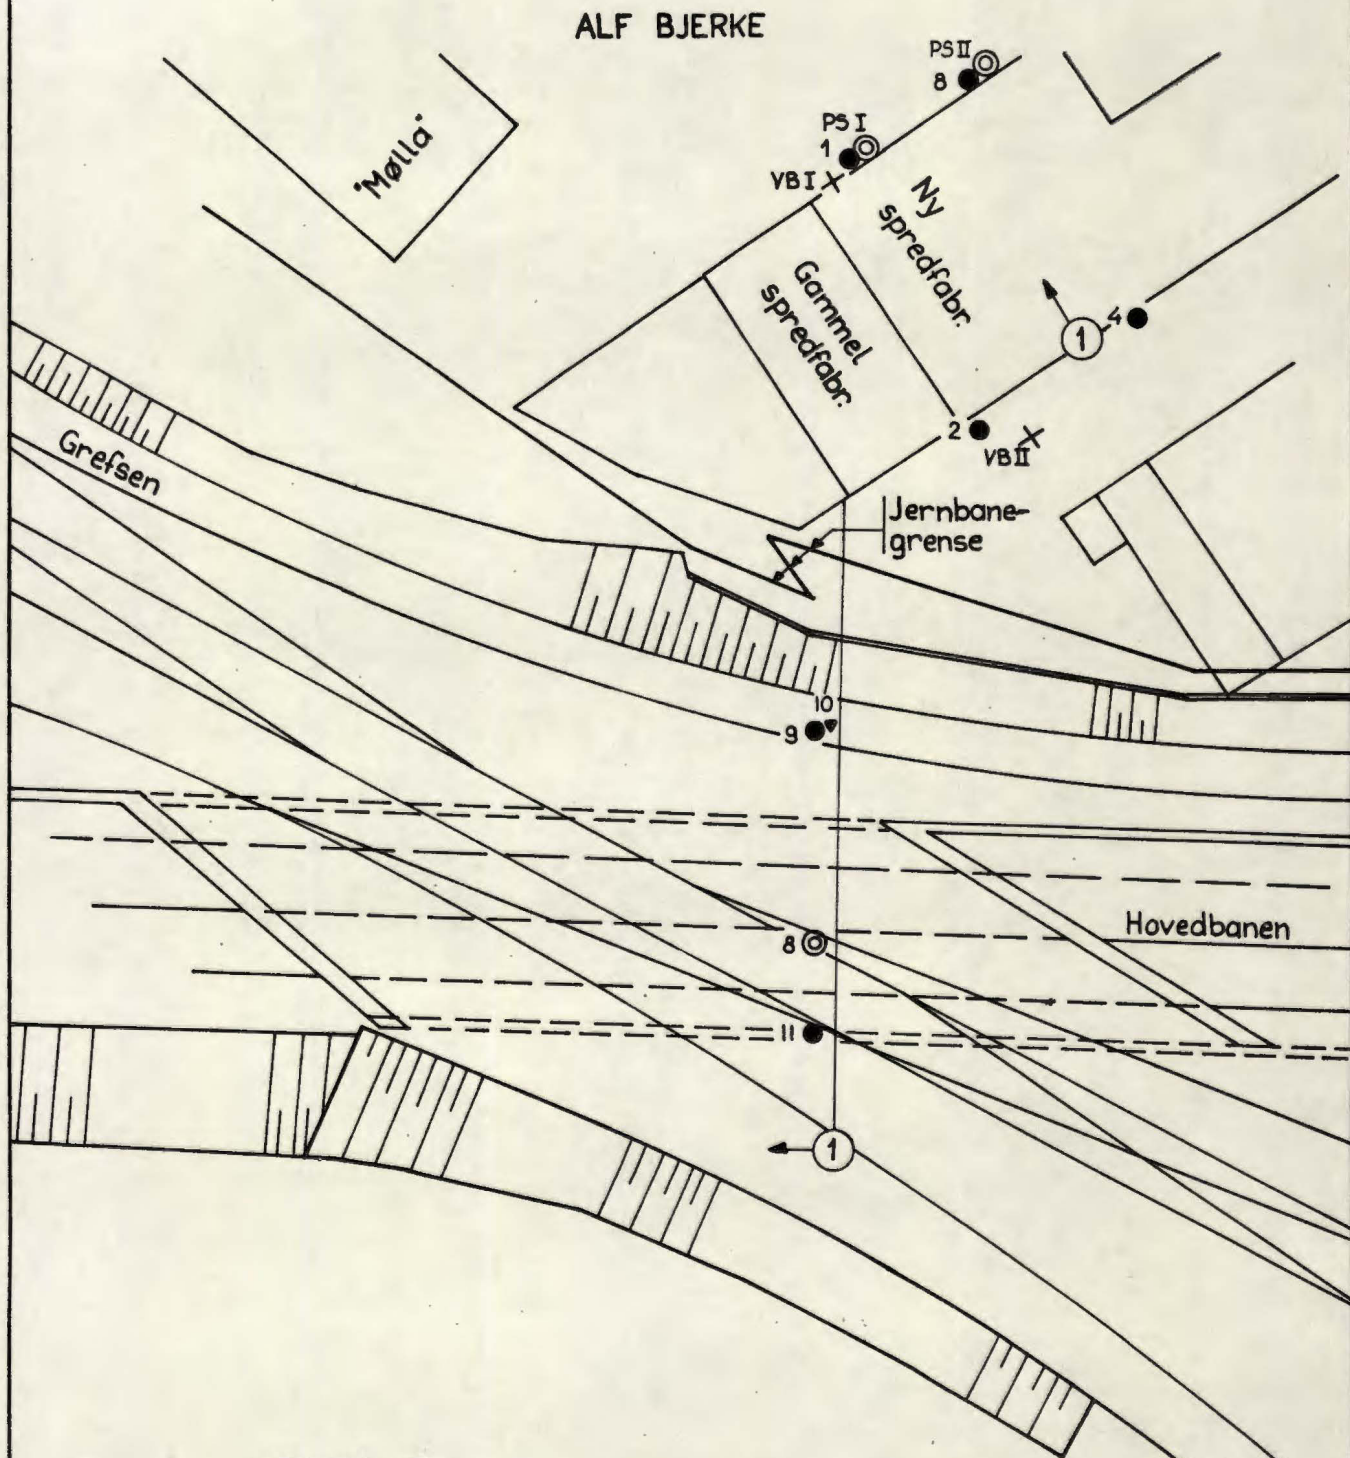 ALF BJERKE
PS II
8
PS I
1
VB I
"Mølla"
Ny
spredfabr.
Gammel
spredfabr.
4
1
2
VB II
Grefsen
Jernbane-
grense
10
9
Hovedbanen
8
11
1